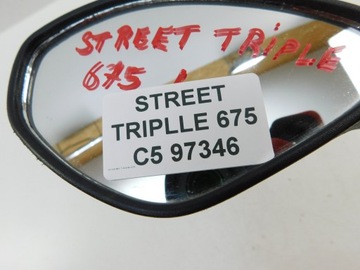 STREET TRIPLE
675 L
STREET
TRIPLLE 675
C5 97346